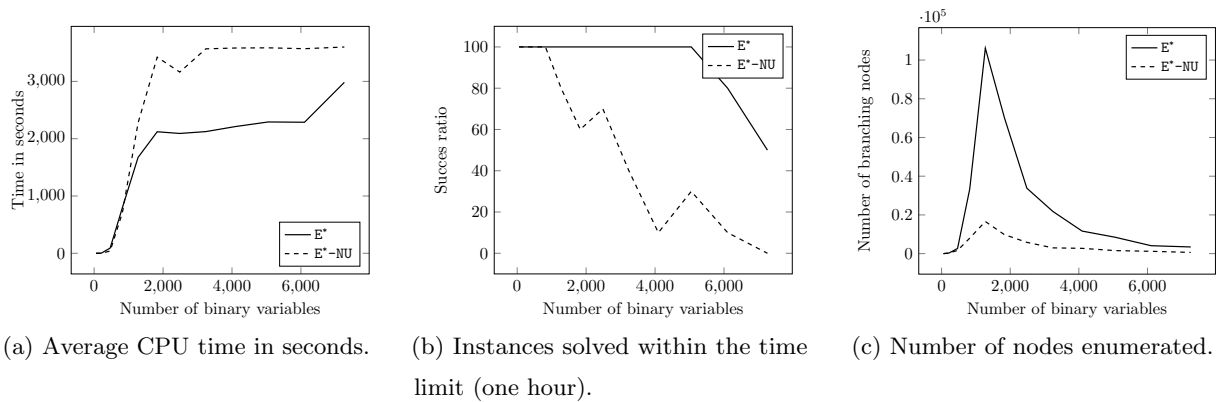 0
2,000
4,000
6,000
0
1,000
2,000
3,000
Number of binary variables
Time in seconds
E*
E*-NU
(a) Average CPU time in seconds.
0
2,000
4,000
6,000
0
20
40
60
80
100
Number of binary variables
Succes ratio
E*
E*-NU
(b) Instances solved within the time
limit (one hour).
0
2,000
4,000
6,000
0
0.2
0.4
0.6
0.8
1
·10⁵
Number of binary variables
Number of branching nodes
E*
E*-NU
(c) Number of nodes enumerated.